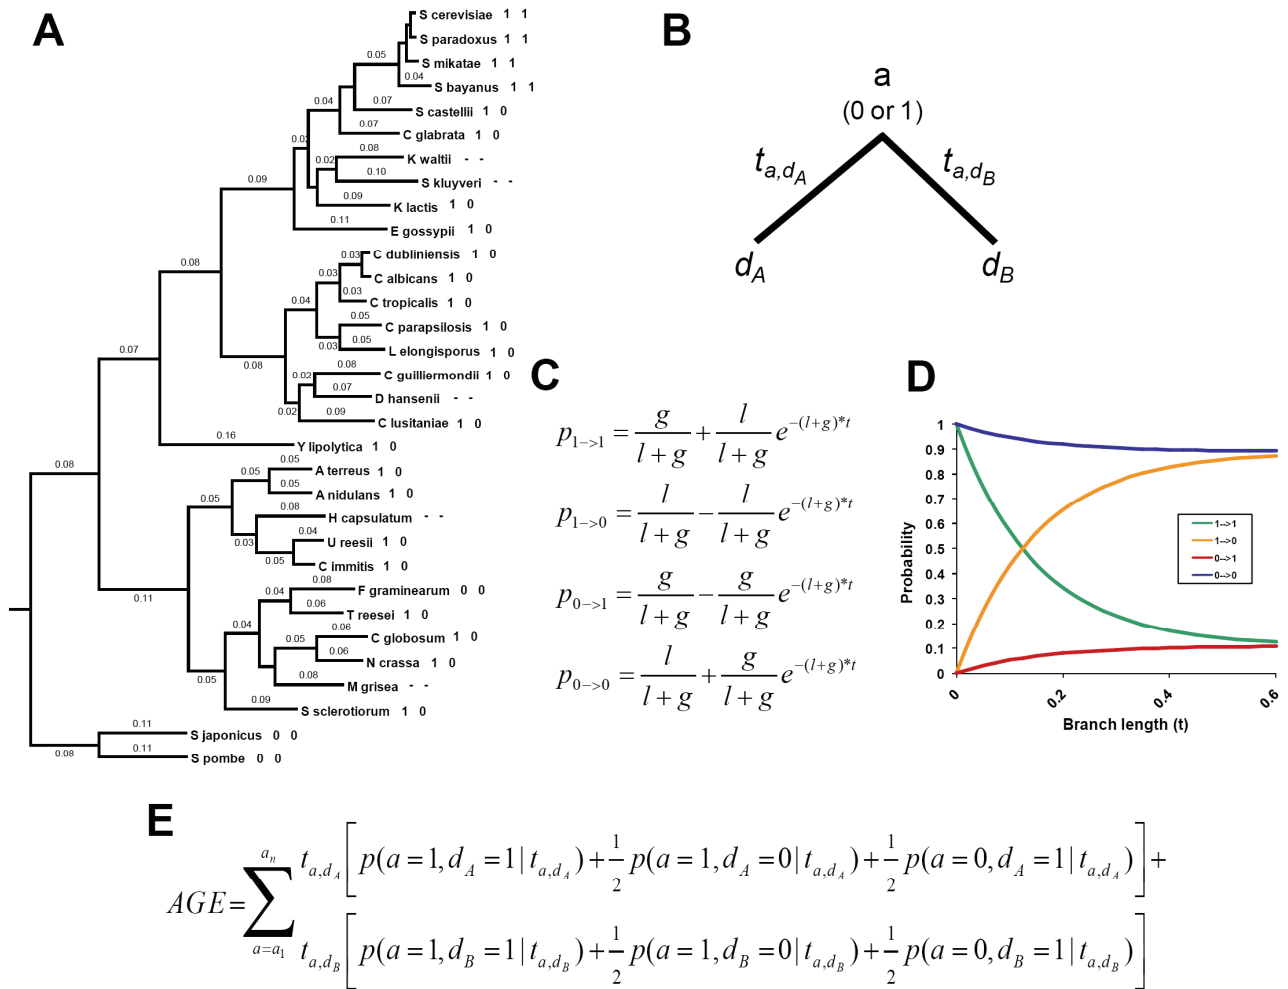 A
S cerevisiae 1 1
S paradoxus 1 1
0.05
S mikatae 1 1
0.04
S bayanus 1 1
0.04
0.07
S castellii 1 0
0.07
C glabrata 1 0
0.08
K waltii - -
0.02
0.10
S kluyveri - -
0.09
0.09
K lactis 1 0
0.11
E gossypii 1 0
0.03
C dubliniensis 1 0
0.08
0.03
C albicans 1 0
0.03
C tropicalis 1 0
0.04
0.05
C parapsilosis 1 0
0.03
0.05
L elongisporus 1 0
0.07
0.08
0.08
C guilliermondii 1 0
0.02
0.07
D hansenii - -
0.02
0.09
C lusitaniae 1 0
0.16
Y lipolytica 1 0
0.08
0.05
0.05
A terreus 1 0
0.05
A nidulans 1 0
0.05
0.08
H capsulatum - -
0.03
0.04
U reesii 1 0
0.05
C immitis 1 0
0.11
0.08
F graminearum 0 0
0.04
0.06
T reesei 1 0
0.04
0.06
C globosum 1 0
0.05
0.06
N crassa 1 0
0.08
M grisea - -
0.05
0.09
S sclerotiorum 1 0
0.11
S japonicus 0 0
0.08
0.11
S pombe 0 0
B
a
(0 or 1)
t_{a,d_A} t_{a,d_B}
d_A d_B
C
p_{1->1} = g/(l+g) + l/(l+g) e^{-(l+g)*t}
p_{1->0} = l/(l+g) - l/(l+g) e^{-(l+g)*t}
p_{0->1} = g/(l+g) - g/(l+g) e^{-(l+g)*t}
p_{0->0} = l/(l+g) + g/(l+g) e^{-(l+g)*t}
D
1
0.9
0.8
0.7
0.6
0.5
0.4
0.3
0.2
0.1
0
Probability
1-->1
1-->0
0-->1
0-->0
0 0.2 0.4 0.6
Branch length (t)
E
AGE = \sum_{a=a_1}^{a_n} t_{a,d_A} [ p(a=1,d_A=1|t_{a,d_A}) + 1/2 p(a=1,d_A=0|t_{a,d_A}) + 1/2 p(a=0,d_A=1|t_{a,d_A}) ] +
t_{a,d_B} [ p(a=1,d_B=1|t_{a,d_B}) + 1/2 p(a=1,d_B=0|t_{a,d_B}) + 1/2 p(a=0,d_B=1|t_{a,d_B}) ]